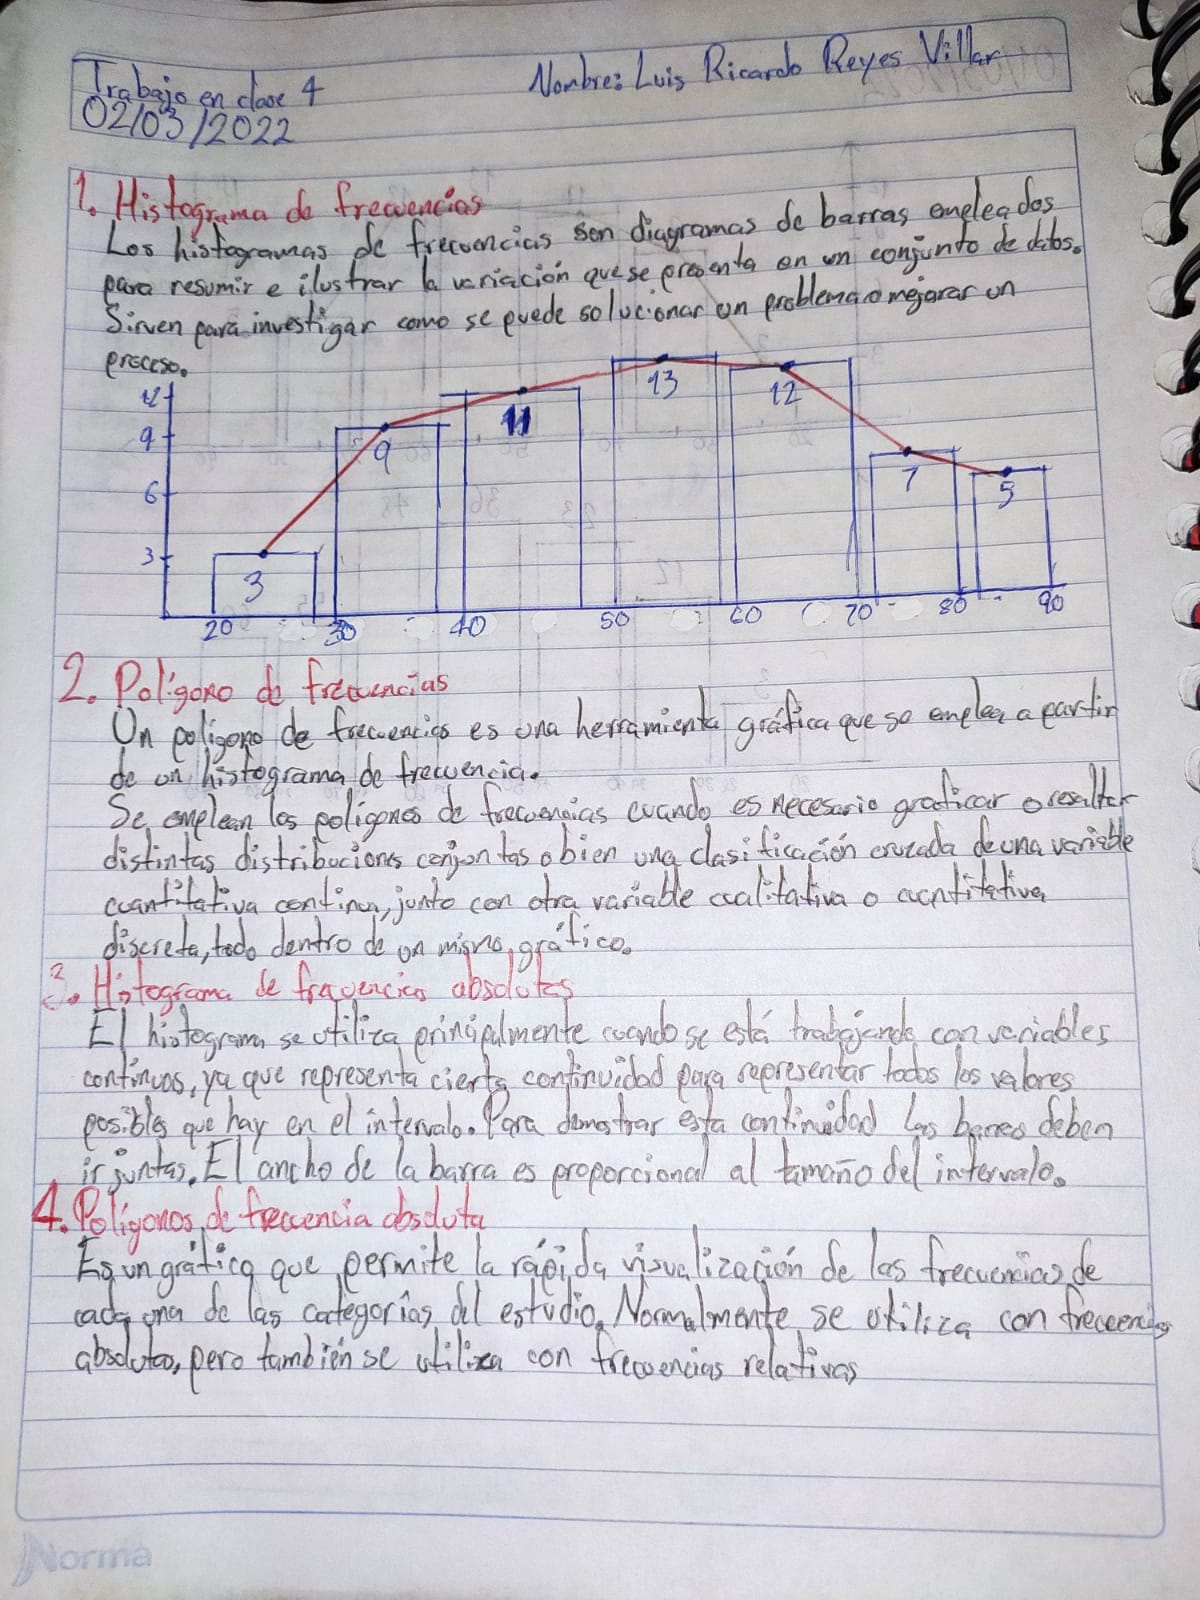 Trabajo en clase 4
Nombre: Luis Ricardo Reyes Villar
02/03/2022
1. Histograma de frecuencias
Los histogramas de frecuencias son diagramas de barras empleados
para resumir e ilustrar la variación que se presenta en un conjunto de datos.
Sirven para investigar como se puede solucionar un problema o mejorar un
proceso.
12
9
6
3
3
9
11
13
12
7
5
20 30 40 50 60 70 80 90
2. Polígono de frecuencias
Un polígono de frecuencias es una herramienta gráfica que se emplea a partir
de un histograma de frecuencia.
Se emplean los polígonos de frecuencias cuando es necesario graficar o resaltar
distintas distribuciones conjuntas o bien una clasificación cruzada de una variable
cuantitativa continua, junto con otra variable cualitativa o cuantitativa
discreta, todo dentro de un mismo gráfico.
3. Histograma de frecuencias absolutas
El histograma se utiliza principalmente cuando se está trabajando con variables
continuas, ya que representa cierta continuidad para representar todos los valores
posibles que hay en el intervalo. Para demostrar esta continuidad las barras deben
ir juntas. El ancho de la barra es proporcional al tamaño del intervalo.
4. Polígonos de frecuencia absoluta
Es un gráfico que permite la rápida visualización de las frecuencias de
cada una de las categorías del estudio. Normalmente se utiliza con frecuencias
absolutas, pero también se utiliza con frecuencias relativas
Norma